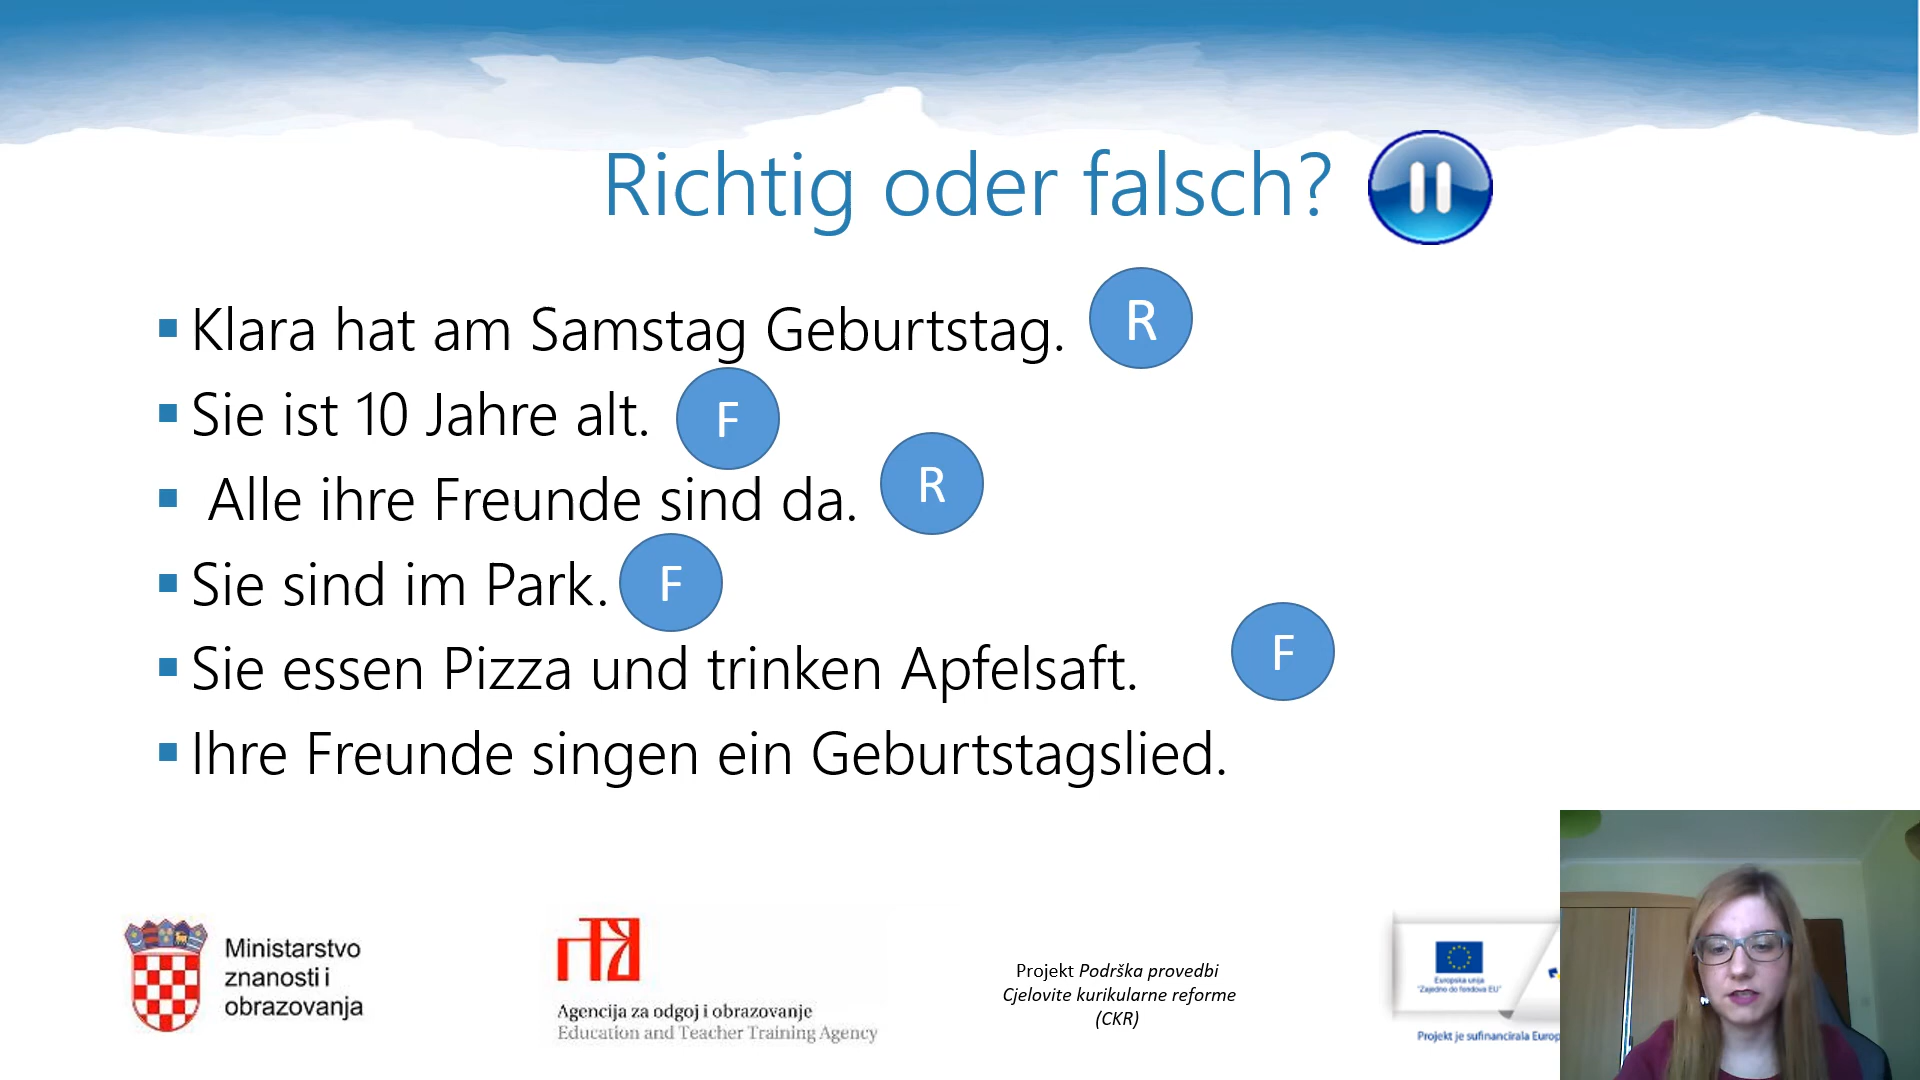 Richtig oder falsch?
Klara hat am Samstag Geburtstag. R
Sie ist 10 Jahre alt. F
Alle ihre Freunde sind da. R
Sie sind im Park. F
Sie essen Pizza und trinken Apfelsaft. F
Ihre Freunde singen ein Geburtstagslied.
Ministarstvo
znanosti i
obrazovanja
Agencija za odgoj i obrazovanje
Education and Teacher Training Agency
Projekt Podrška provedbi
Cjelovite kurikularne reforme
(CKR)
Europska unija
"Zajedno do fondova EU"
Projekt je sufinancirala Europ